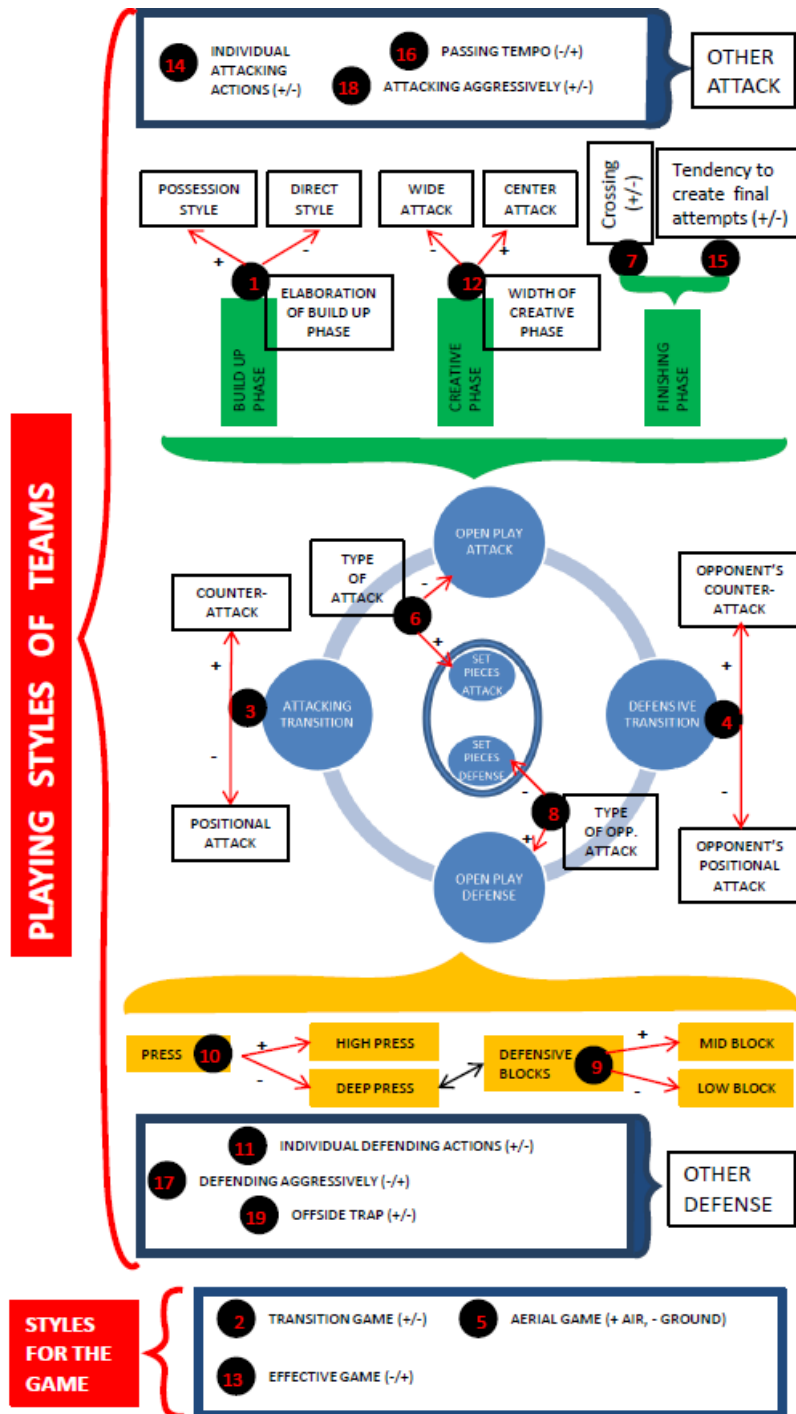 14
INDIVIDUAL
ATTACKING
ACTIONS (+/-)
16
PASSING TEMPO (-/+)
18
ATTACKING AGGRESSIVELY (+/-)
OTHER
ATTACK
POSSESSION
STYLE
DIRECT
STYLE
WIDE
ATTACK
CENTER
ATTACK
Crossing
(+/-)
Tendency to
create final
attempts (+/-)
+
-
-
+
1
12
7
15
ELABORATION
OF BUILD UP
PHASE
WIDTH OF
CREATIVE
PHASE
BUILD UP
PHASE
CREATIVE
PHASE
FINISHING
PHASE
PLAYING STYLES OF TEAMS
OPEN PLAY
ATTACK
TYPE
OF
ATTACK
-
6
+
COUNTER-
ATTACK
+
3
-
POSITIONAL
ATTACK
ATTACKING
TRANSITION
SET
PIECES
ATTACK
SET
PIECES
DEFENSE
DEFENSIVE
TRANSITION
OPPONENT'S
COUNTER-
ATTACK
+
4
-
OPPONENT'S
POSITIONAL
ATTACK
-
8
+
TYPE
OF OPP.
ATTACK
OPEN PLAY
DEFENSE
PRESS
10
+
-
HIGH PRESS
DEEP PRESS
DEFENSIVE
BLOCKS
9
+
-
MID BLOCK
LOW BLOCK
11
INDIVIDUAL DEFENDING ACTIONS (+/-)
17
DEFENDING AGGRESSIVELY (-/+)
19
OFFSIDE TRAP (+/-)
OTHER
DEFENSE
STYLES
FOR THE
GAME
2
TRANSITION GAME (+/-)
5
AERIAL GAME (+ AIR, - GROUND)
13
EFFECTIVE GAME (-/+)